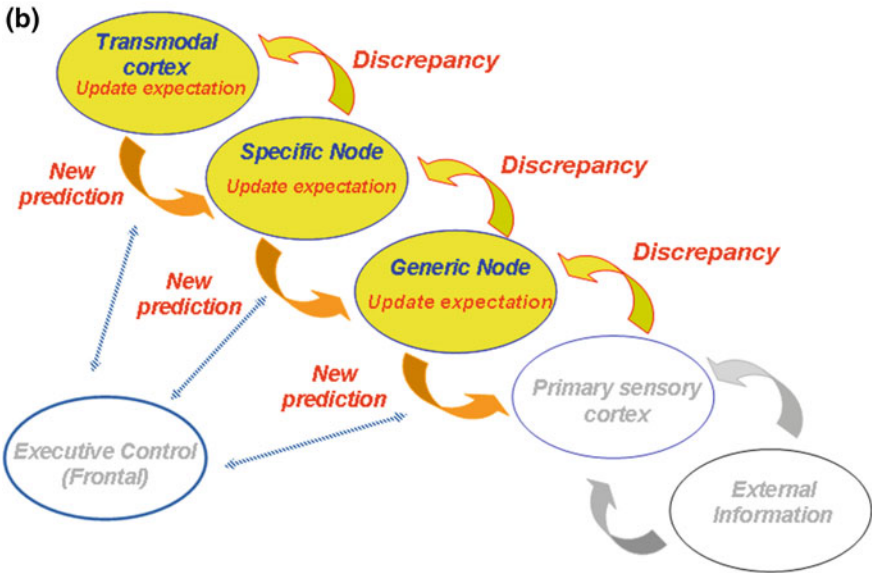 (b)
Transmodal
cortex
Update expectation
Discrepancy
New
prediction
Specific Node
Update expectation
Discrepancy
New
prediction
Generic Node
Update expectation
Discrepancy
New
prediction
Primary sensory
cortex
Executive Control
(Frontal)
External
Information